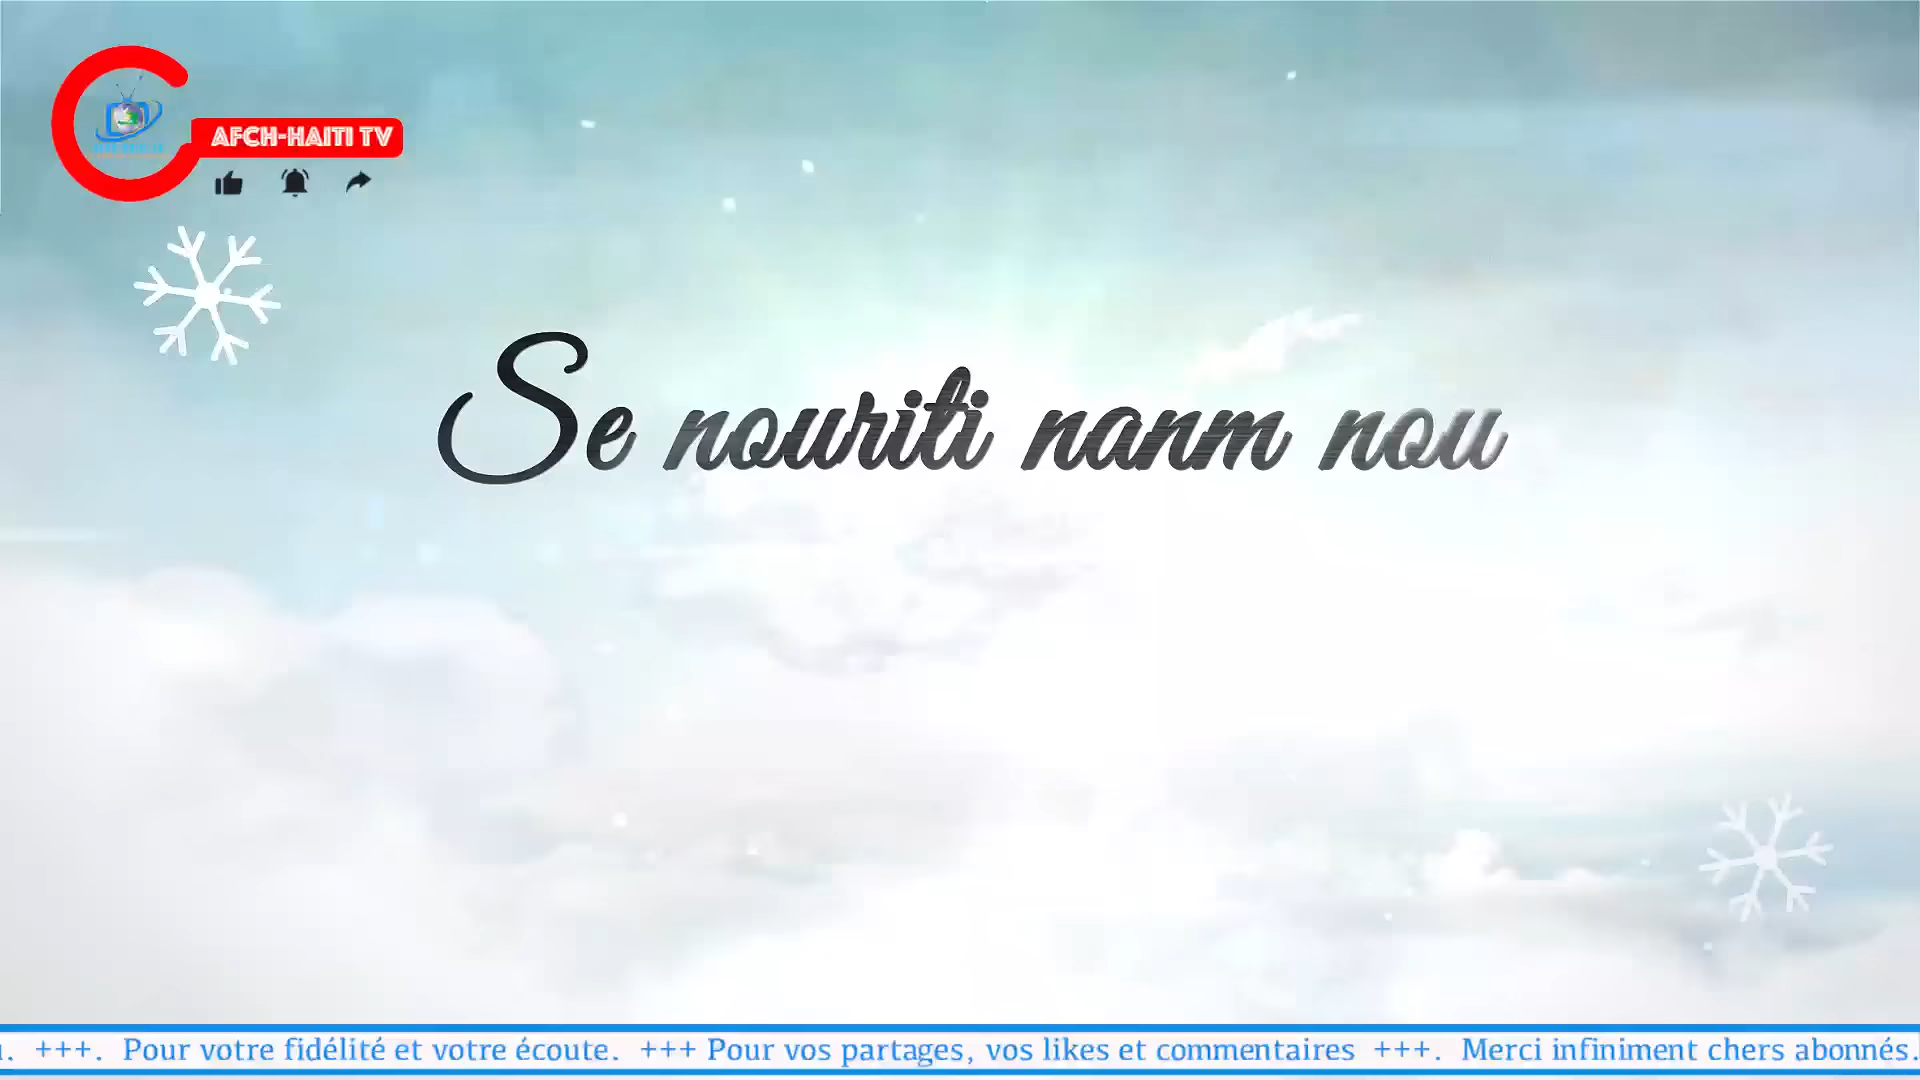 AFCH-HAITI TV
Se nouriti nanm nou
. +++. Pour votre fidélité et votre écoute. +++ Pour vos partages, vos likes et commentaires +++. Merci infiniment chers abonnés.